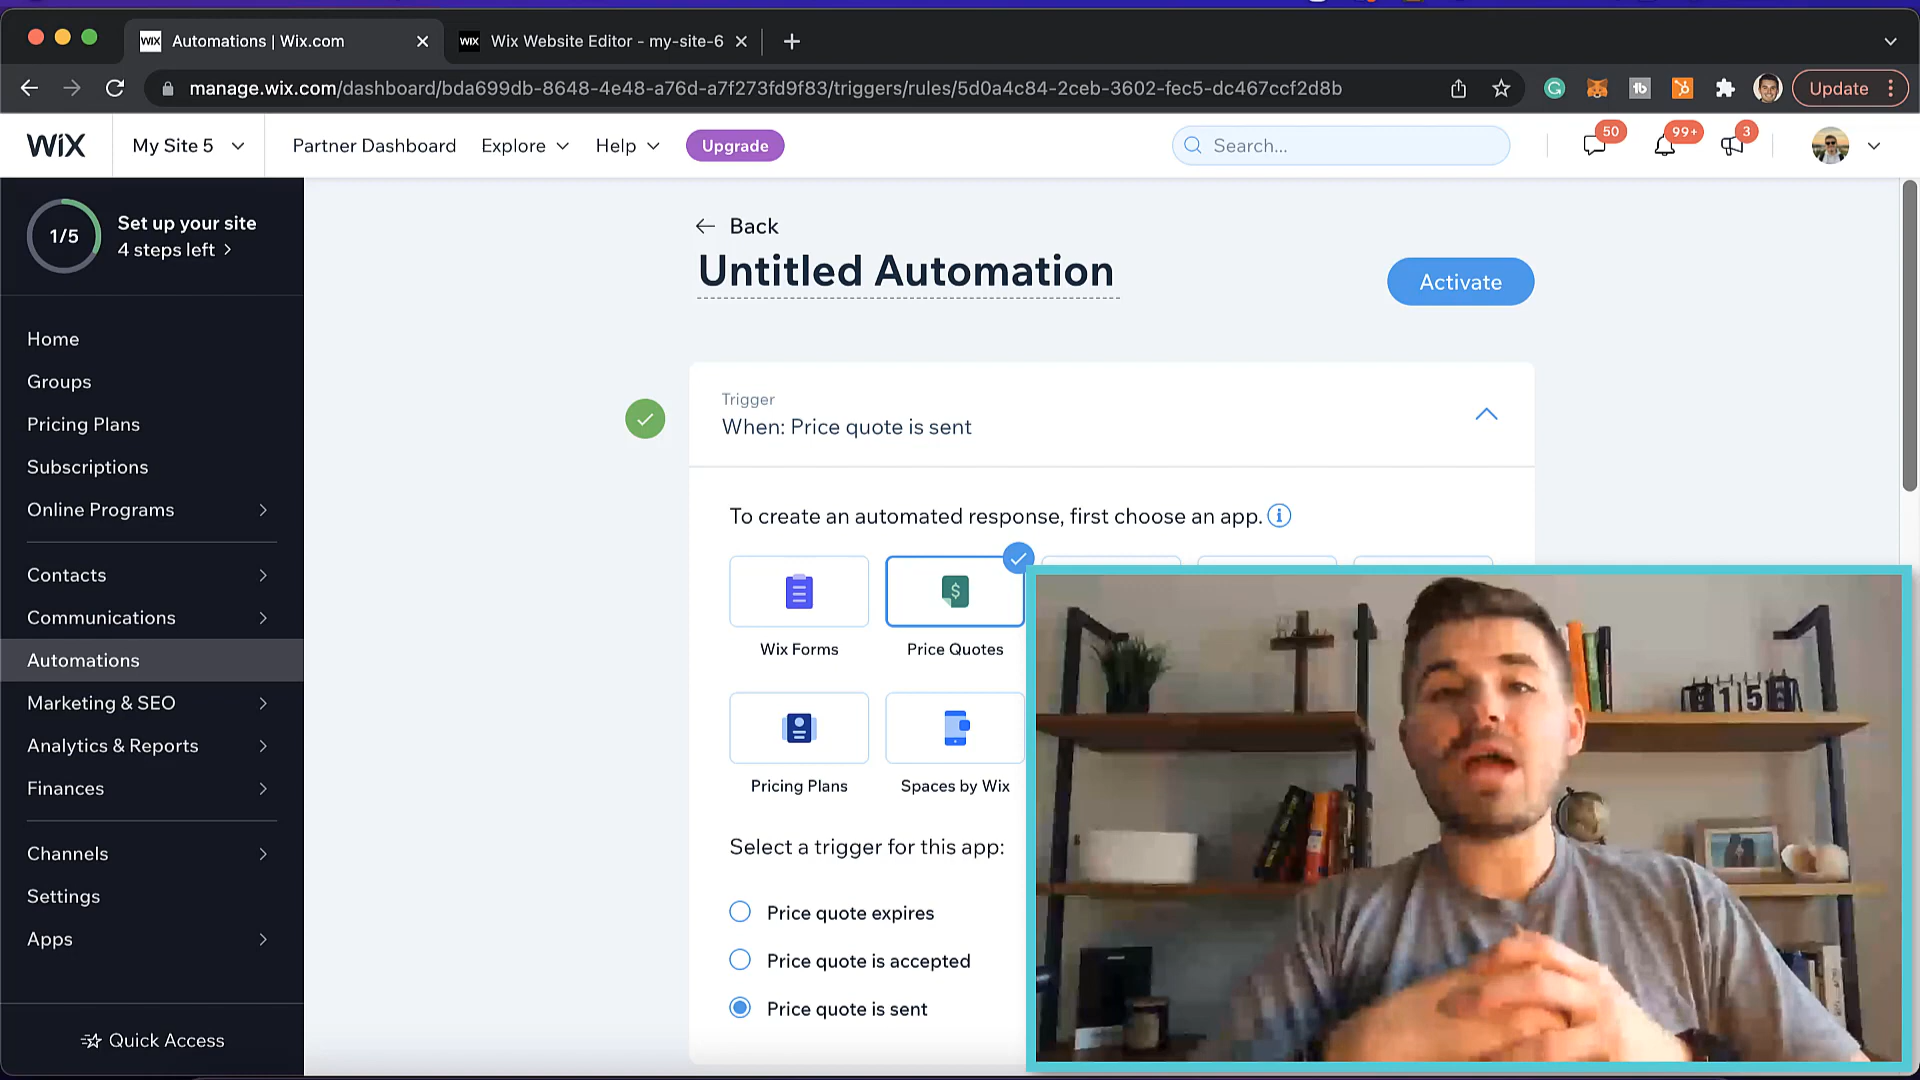 Automations | Wix.com
Wix Website Editor - my-site-6
manage.wix.com/dashboard/bda699db-8648-4e48-a76d-a7f273fd9f83/triggers/rules/5d0a4c84-2ceb-3602-fec5-dc467ccf2d8b
Update
WiX
My Site 5
Partner Dashboard
Explore
Help
Upgrade
Search...
50
99+
3
1/5
Set up your site
4 steps left
Home
Groups
Pricing Plans
Subscriptions
Online Programs
Contacts
Communications
Automations
Marketing & SEO
Analytics & Reports
Finances
Channels
Settings
Apps
Quick Access
Back
Untitled Automation
Activate
Trigger
When: Price quote is sent
To create an automated response, first choose an app.
Wix Forms
Price Quotes
Pricing Plans
Spaces by Wix
Select a trigger for this app:
Price quote expires
Price quote is accepted
Price quote is sent